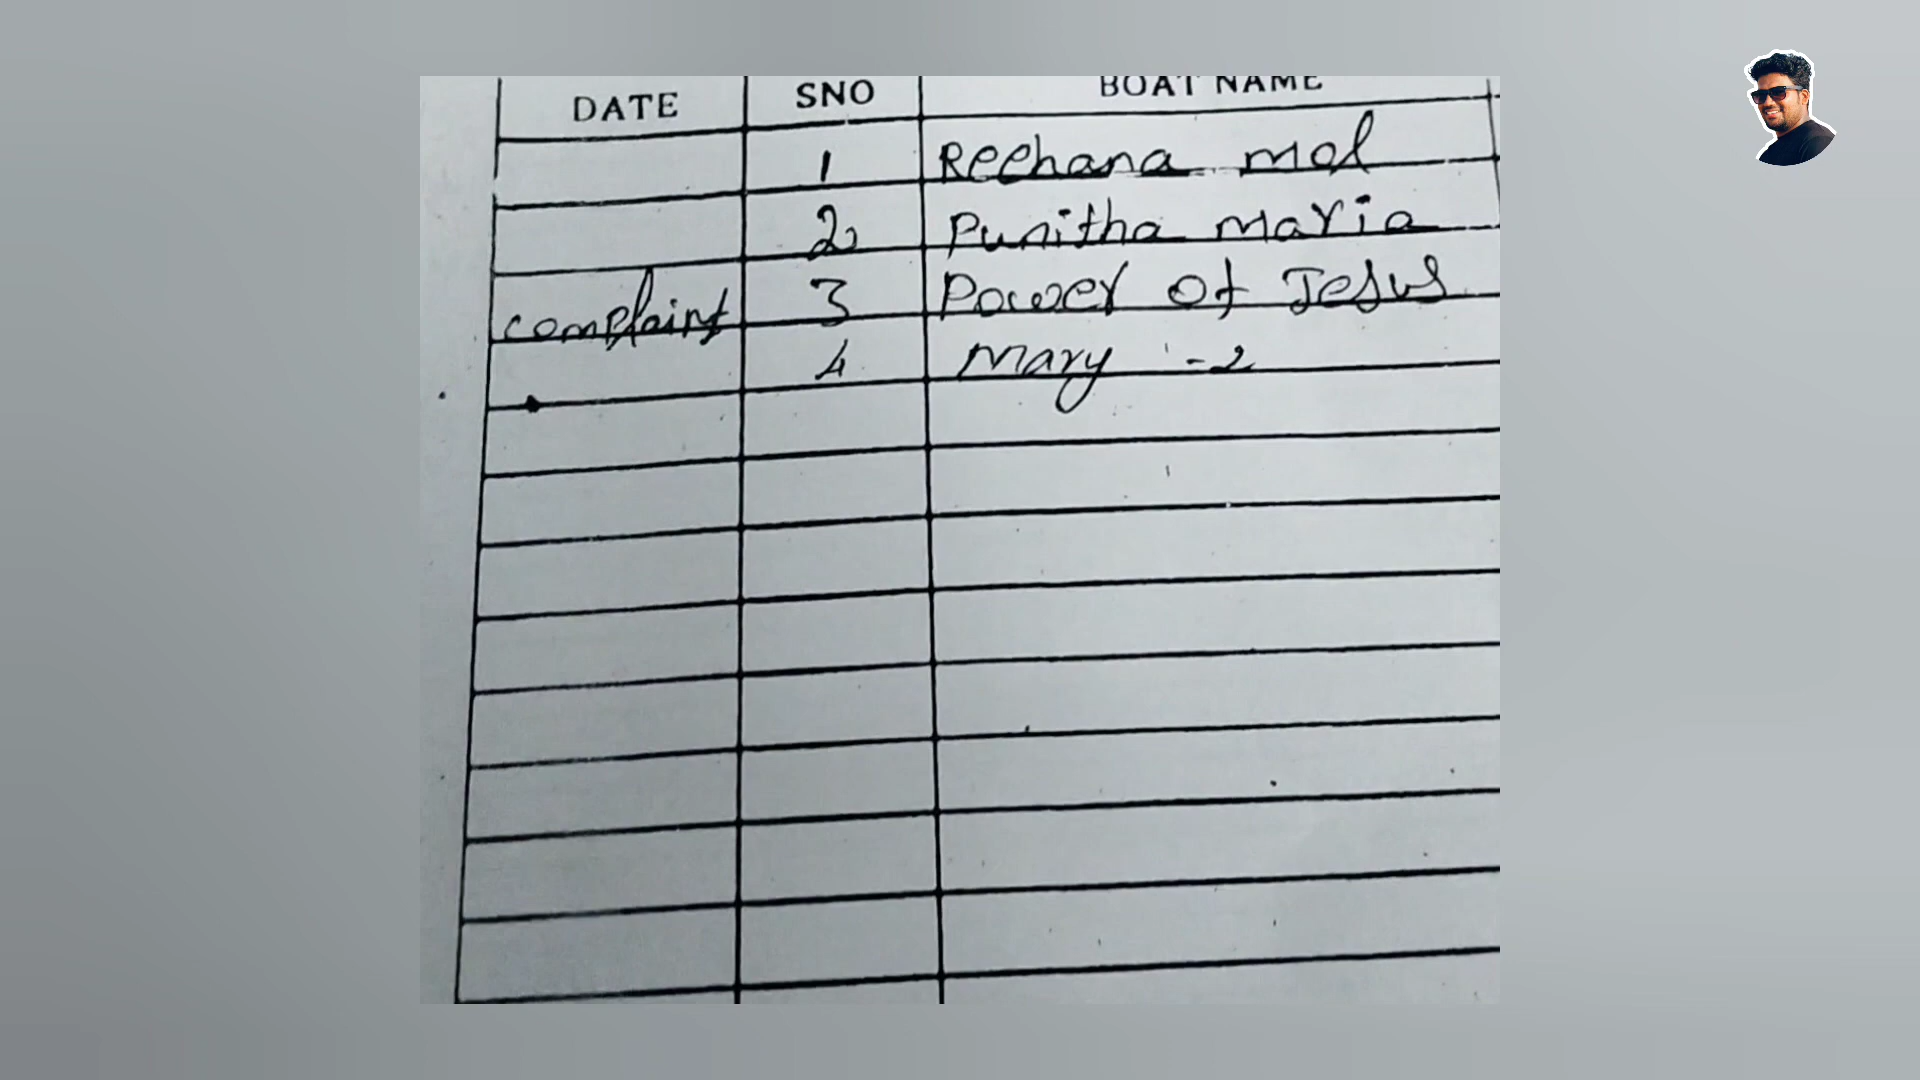 DATE SNO BOAT NAME
1 Reehana mol
2 Punitha maria
complaint 3 Power of Jesus
4 Mary -2